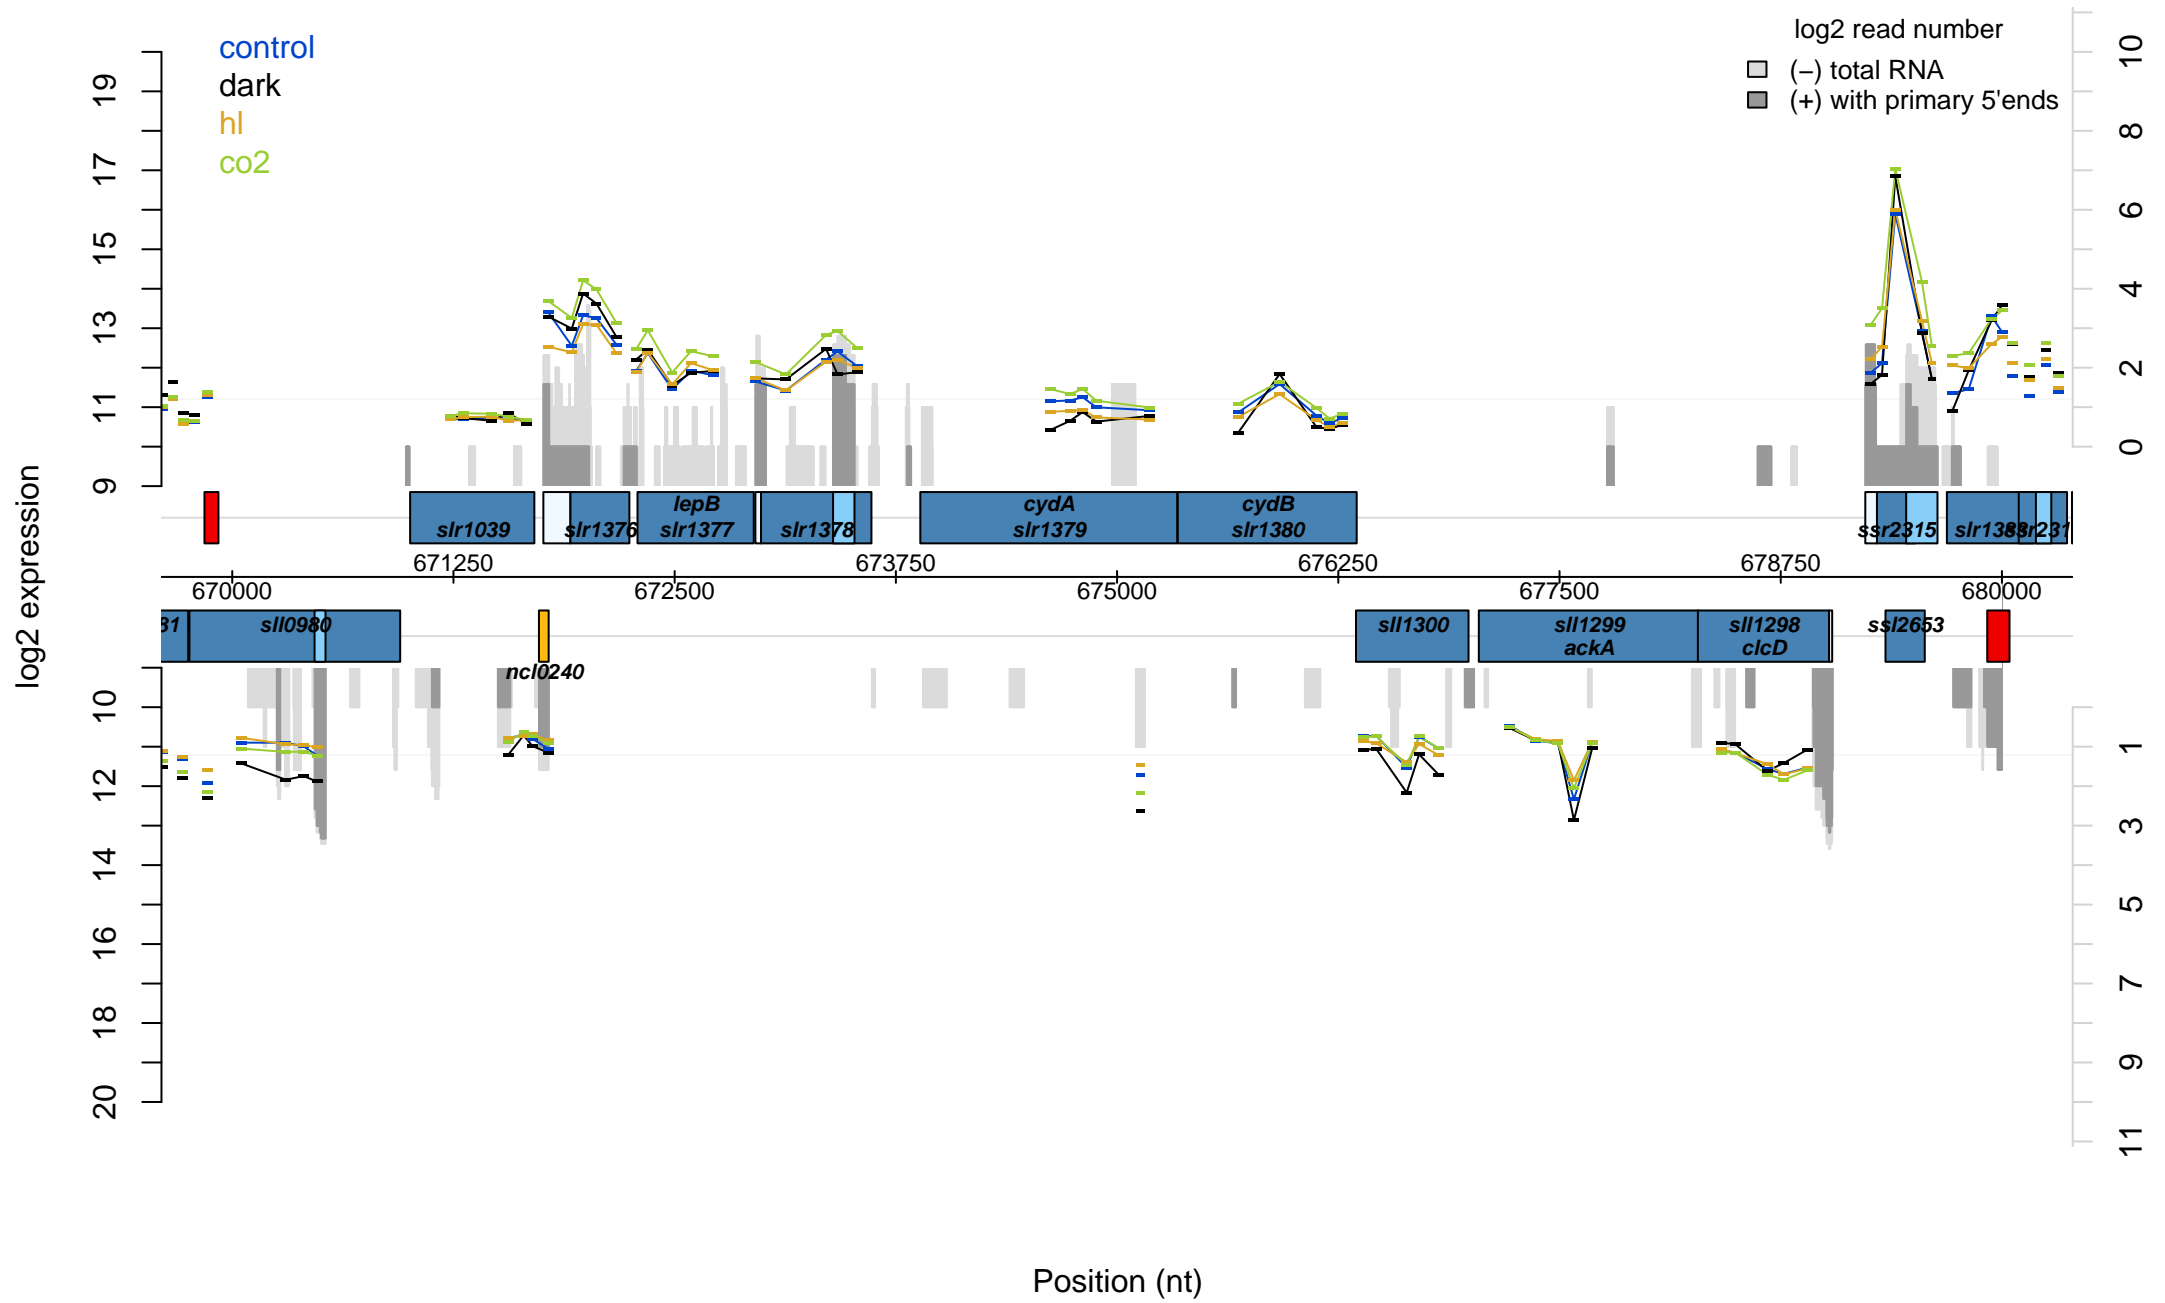 control
dark
hl
co2
log2 read number
(−) total RNA
(+) with primary 5'ends
19
17
15
13
11
9
10
8
6
4
2
0
log2 expression
lepB
cydA
cydB
slr1039
slr1376
slr1377
slr1378
slr1379
slr1380
ssr2315
671250
673750
676250
678750
670000
672500
675000
677500
680000
81
sll0980
sll1300
sll1299
sll1298
ssl2653
ackA
clcD
ncl0240
10
12
14
16
18
20
1
3
5
7
9
11
Position (nt)